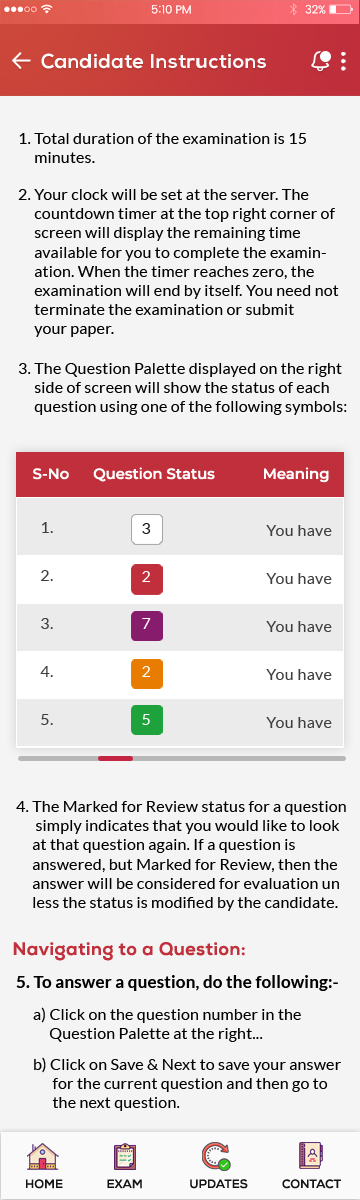 5:10 PM
32%
Candidate Instructions
1. Total duration of the examination is 15
minutes.
2. Your clock will be set at the server. The
countdown timer at the top right corner of
screen will display the remaining time
available for you to complete the examin-
ation. When the timer reaches zero, the
examination will end by itself. You need not
terminate the examination or submit
your paper.
3. The Question Palette displayed on the right
side of screen will show the status of each
question using one of the following symbols:
S-No Question Status Meaning
1. 3 You have
2. 2 You have
3. 7 You have
4. 2 You have
5. 5 You have
4. The Marked for Review status for a question
simply indicates that you would like to look
at that question again. If a question is
answered, but Marked for Review, then the
answer will be considered for evaluation un
less the status is modified by the candidate.
Navigating to a Question:
5. To answer a question, do the following:-
a) Click on the question number in the
Question Palette at the right...
b) Click on Save & Next to save your answer
for the current question and then go to
the next question.
HOME EXAM UPDATES CONTACT